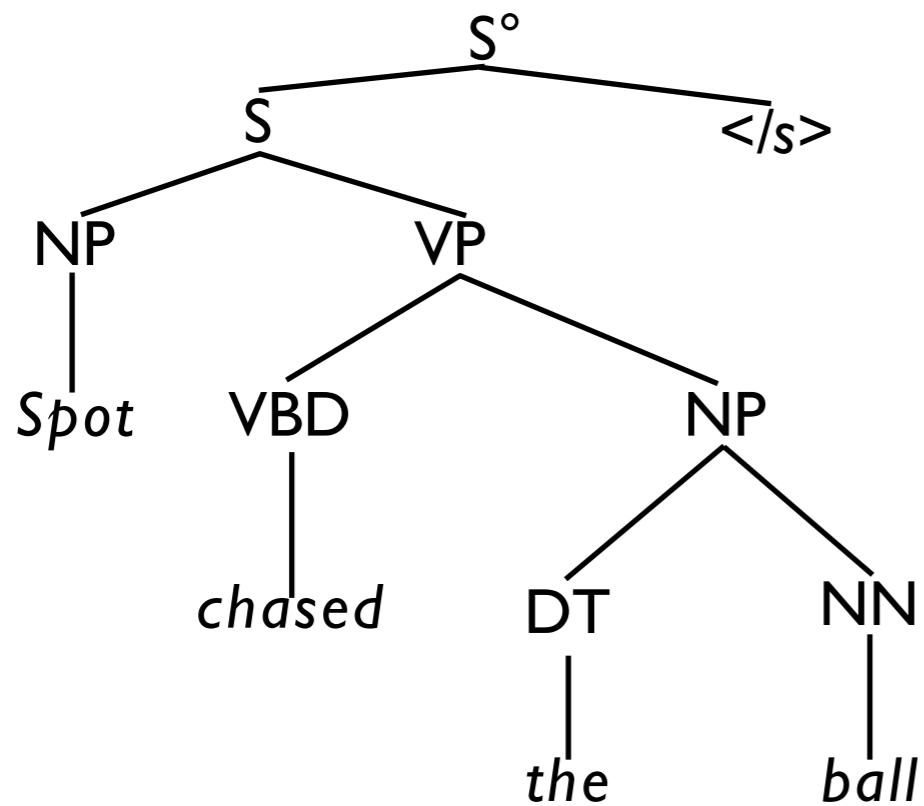 S°
S </s>
NP VP
Spot VBD NP
chased DT NN
the ball